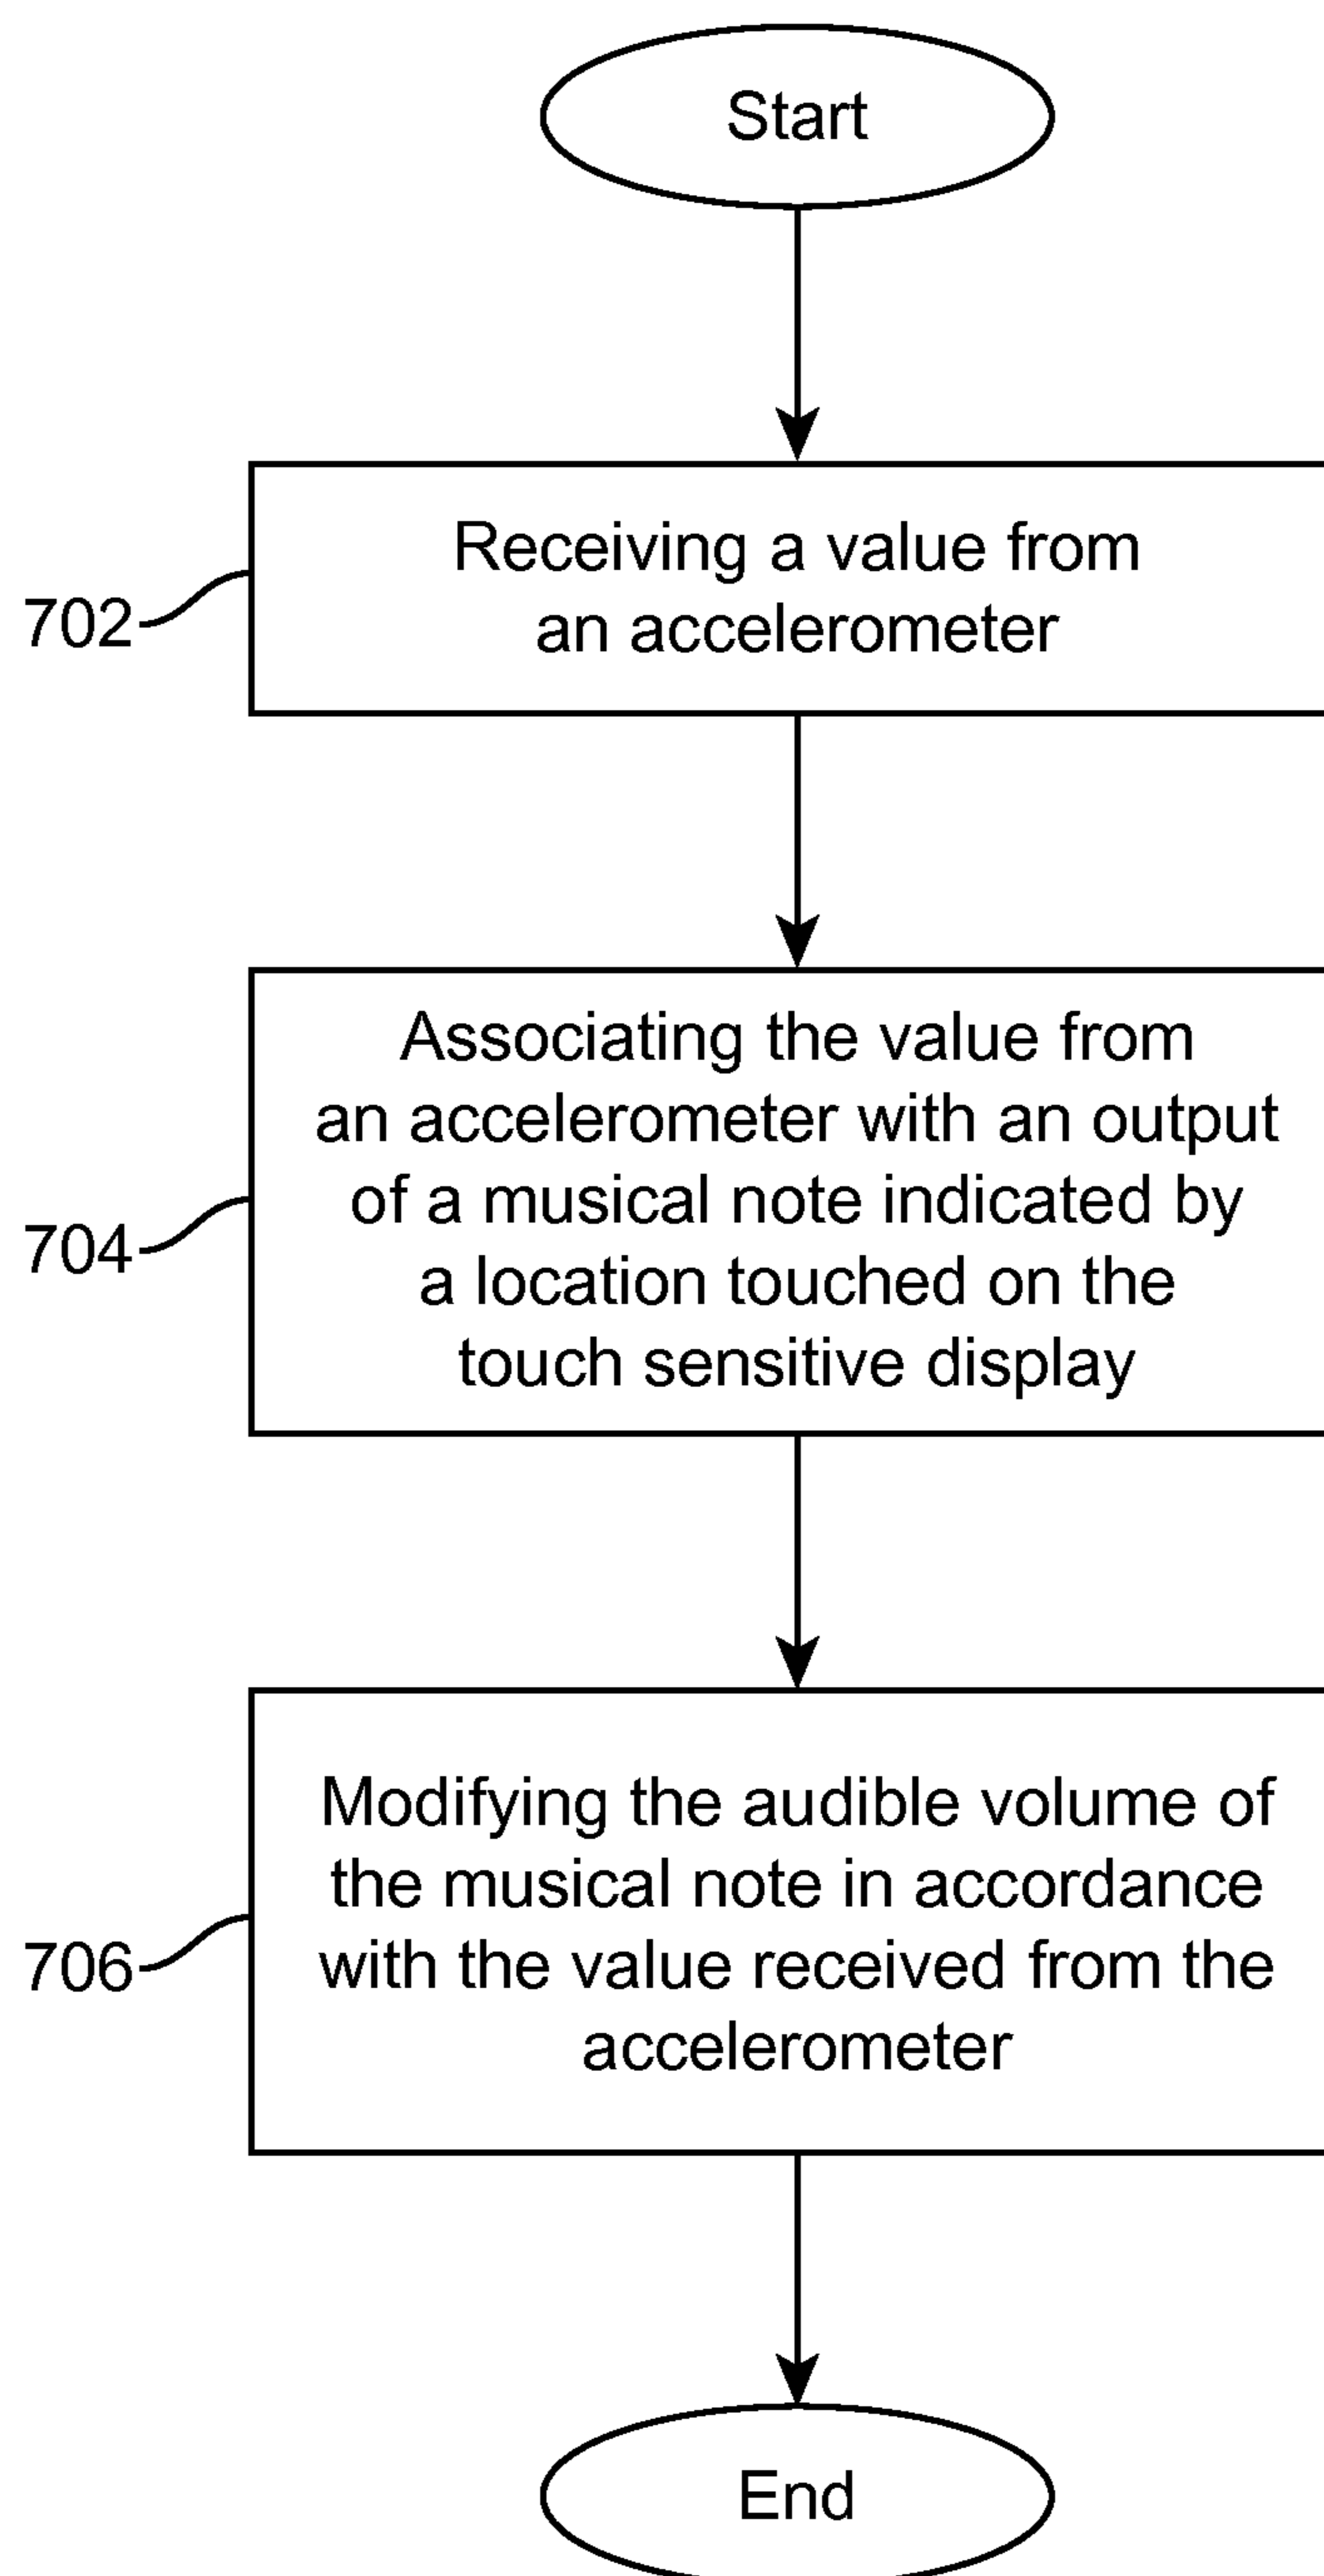 Start
Receiving a value from
an accelerometer
702
Associating the value from
an accelerometer with an output
of a musical note indicated by
a location touched on the
touch sensitive display
704
Modifying the audible volume of
the musical note in accordance
with the value received from the
accelerometer
706
End